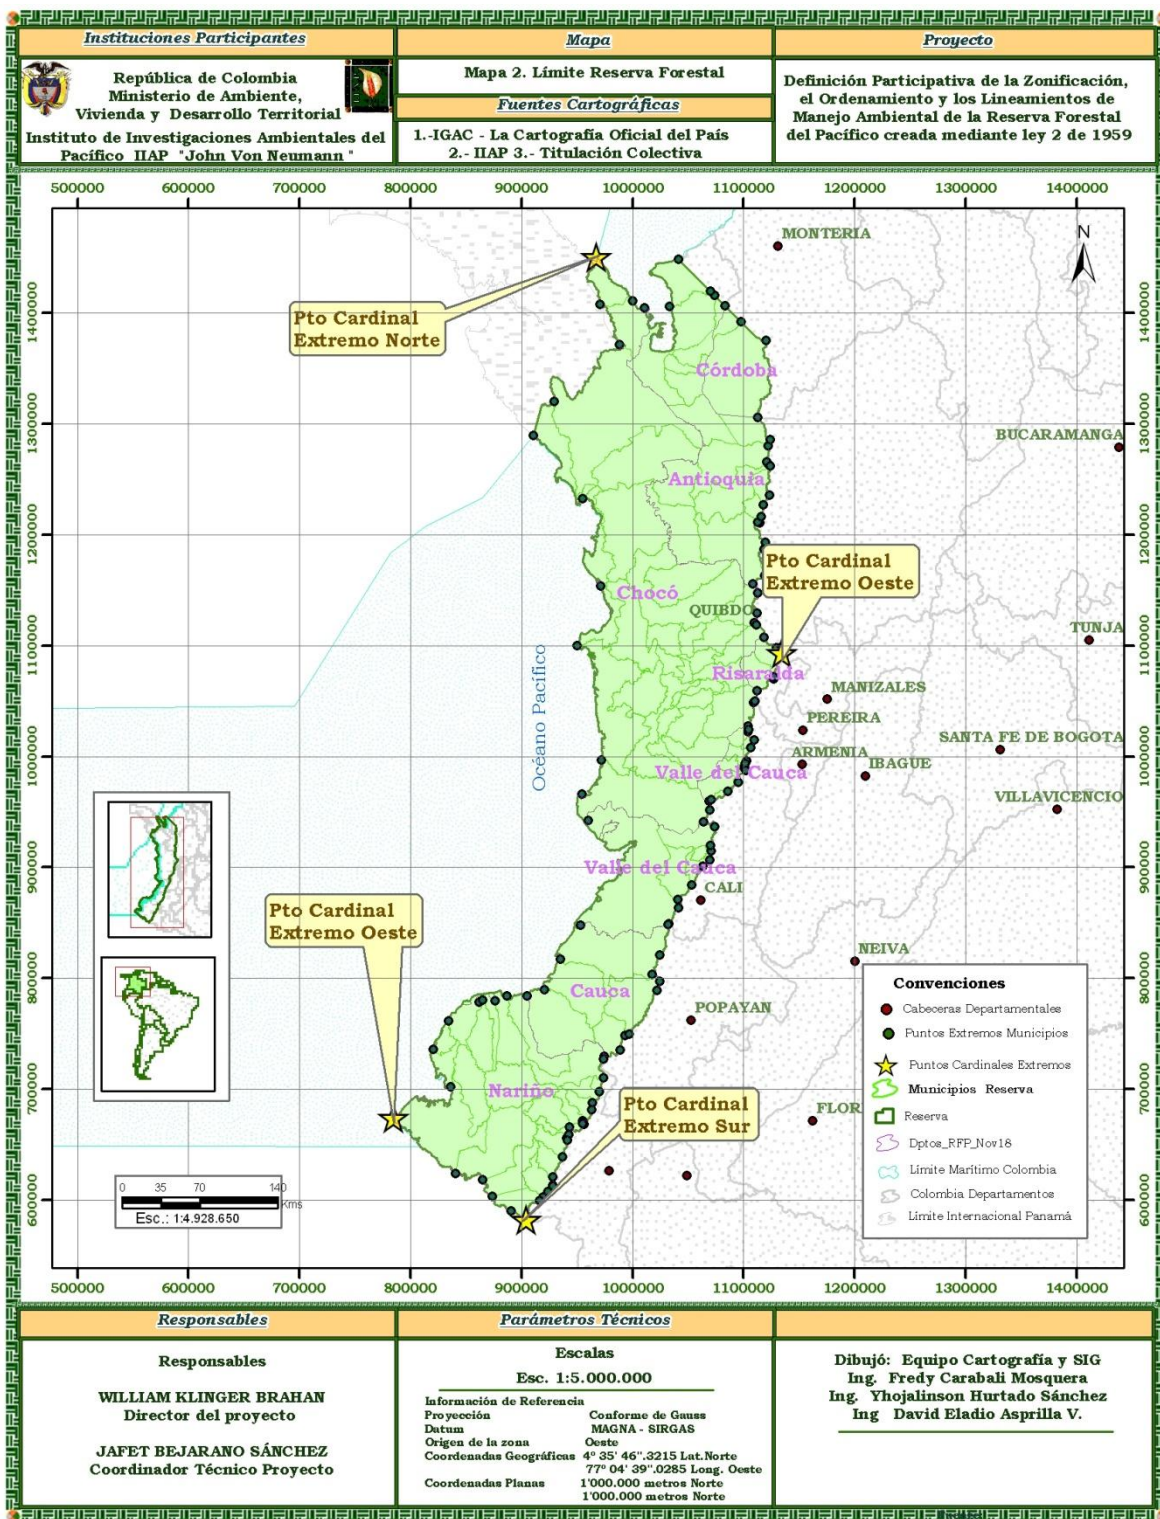 Instituciones Participantes
República de Colombia
Ministerio de Ambiente,
Vivienda y Desarrollo Territorial
Instituto de Investigaciones Ambientales del
Pacífico IIAP "John Von Neumann "
Mapa
Mapa 2. Límite Reserva Forestal
Fuentes Cartográficas
1.-IGAC - La Cartografía Oficial del País
2.- IIAP 3.- Titulación Colectiva
Proyecto
Definición Participativa de la Zonificación,
el Ordenamiento y los Lineamientos de
Manejo Ambiental de la Reserva Forestal
del Pacífico creada mediante ley 2 de 1959
500000 600000 700000 800000 900000 1000000 1100000 1200000 1300000 1400000
N
MONTERIA
1400000
1400000
Pto Cardinal
Extremo Norte
Córdoba
1300000
1300000
BUCARAMANGA
Antioquia
1200000
1200000
Pto Cardinal
Extremo Oeste
Chocó
QUIBDO
TUNJA
1100000
1100000
Risaralda
Océano Pacífico
MANIZALES
PEREIRA
SANTA FE DE BOGOTA
ARMENIA
IBAGUE
1000000
1000000
Valle del Cauca
VILLAVICENCIO
900000
900000
Valle del Cauca
CALI
Pto Cardinal
Extremo Oeste
NEIVA
800000
800000
Cauca
POPAYAN
700000
700000
Nariño
Pto Cardinal
Extremo Sur
FLOR
600000
600000
Convenciones
Cabeceras Departamentales
Puntos Extremos Municipios
Puntos Cardinales Extremos
Municipios Reserva
Reserva
Dptos_RFP_Nov18
Límite Marítimo Colombia
Colombia Departamentos
Límite Internacional Panamá
0 35 70 140
Kms
Esc.: 1:4.928.650
500000 600000 700000 800000 900000 1000000 1100000 1200000 1300000 1400000
Responsables
Responsables
WILLIAM KLINGER BRAHAN
Director del proyecto
JAFET BEJARANO SÁNCHEZ
Coordinador Técnico Proyecto
Parámetros Técnicos
Escalas
Esc. 1:5.000.000
Información de Referencia
Proyección Conforme de Gauss
Datum MAGNA - SIRGAS
Origen de la zona Oeste
Coordenadas Geográficas 4º 35' 46".3215 Lat.Norte
77º 04' 39".0285 Long. Oeste
Coordenadas Planas 1'000.000 metros Norte
1'000.000 metros Norte
Dibujó: Equipo Cartografía y SIG
Ing. Fredy Carabali Mosquera
Ing. Yhojalinson Hurtado Sánchez
Ing David Eladio Asprilla V.